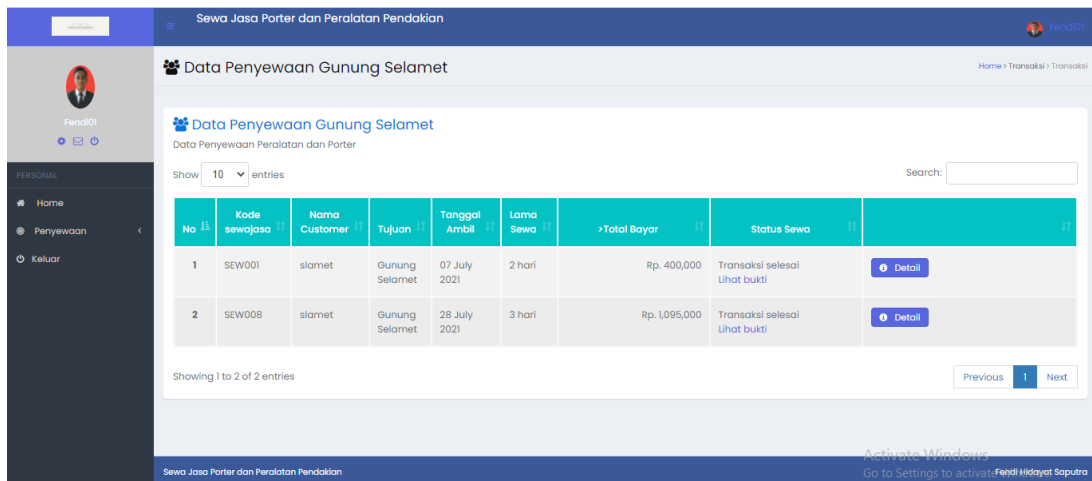 Sewa Jasa Porter dan Peralatan Pendakian
Fendi01
Data Penyewaan Gunung Selamet
Home > Transaksi > Transaksi
Fendi01
PERSONAL
Home
Penyewaan
Keluar
Data Penyewaan Gunung Selamet
Data Penyewaan Peralatan dan Porter
Show 10 entries
Search:
No Kode sewajasa Nama Customer Tujuan Tanggal Ambil Lama Sewa >Total Bayar Status Sewa
1 SEW001 slamet Gunung Selamet 07 July 2021 2 hari Rp. 400,000 Transaksi selesai Lihat bukti Detail
2 SEW008 slamet Gunung Selamet 28 July 2021 3 hari Rp. 1,095,000 Transaksi selesai Lihat bukti Detail
Showing 1 to 2 of 2 entries
Previous 1 Next
Activate Windows
Go to Settings to activate
Sewa Jasa Porter dan Peralatan Pendakian
Fendi Hidayat Saputra